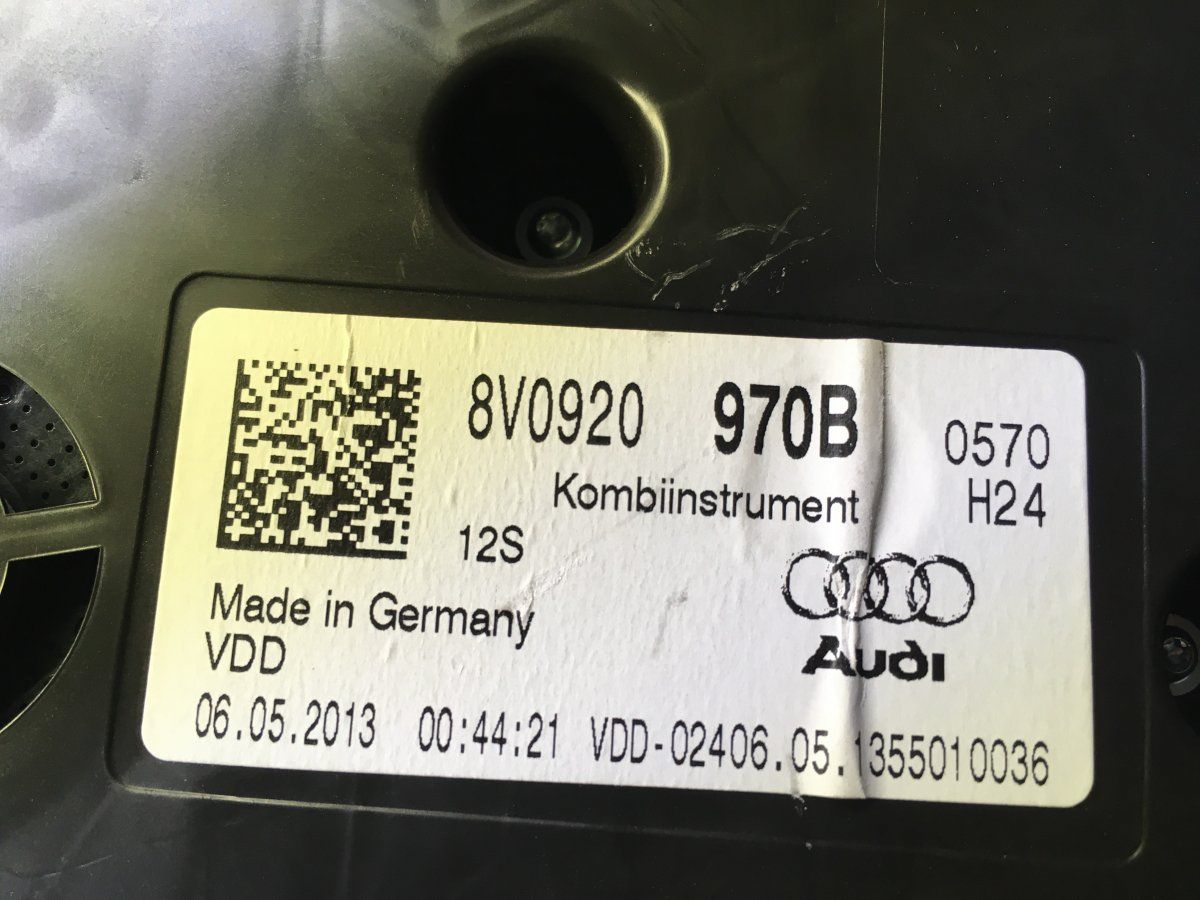 8V0920 970B 0570
Kombiinstrument H24
12S
Audi
Made in Germany
VDD
06.05.2013 00:44:21 VDD-02406.05.1355010036